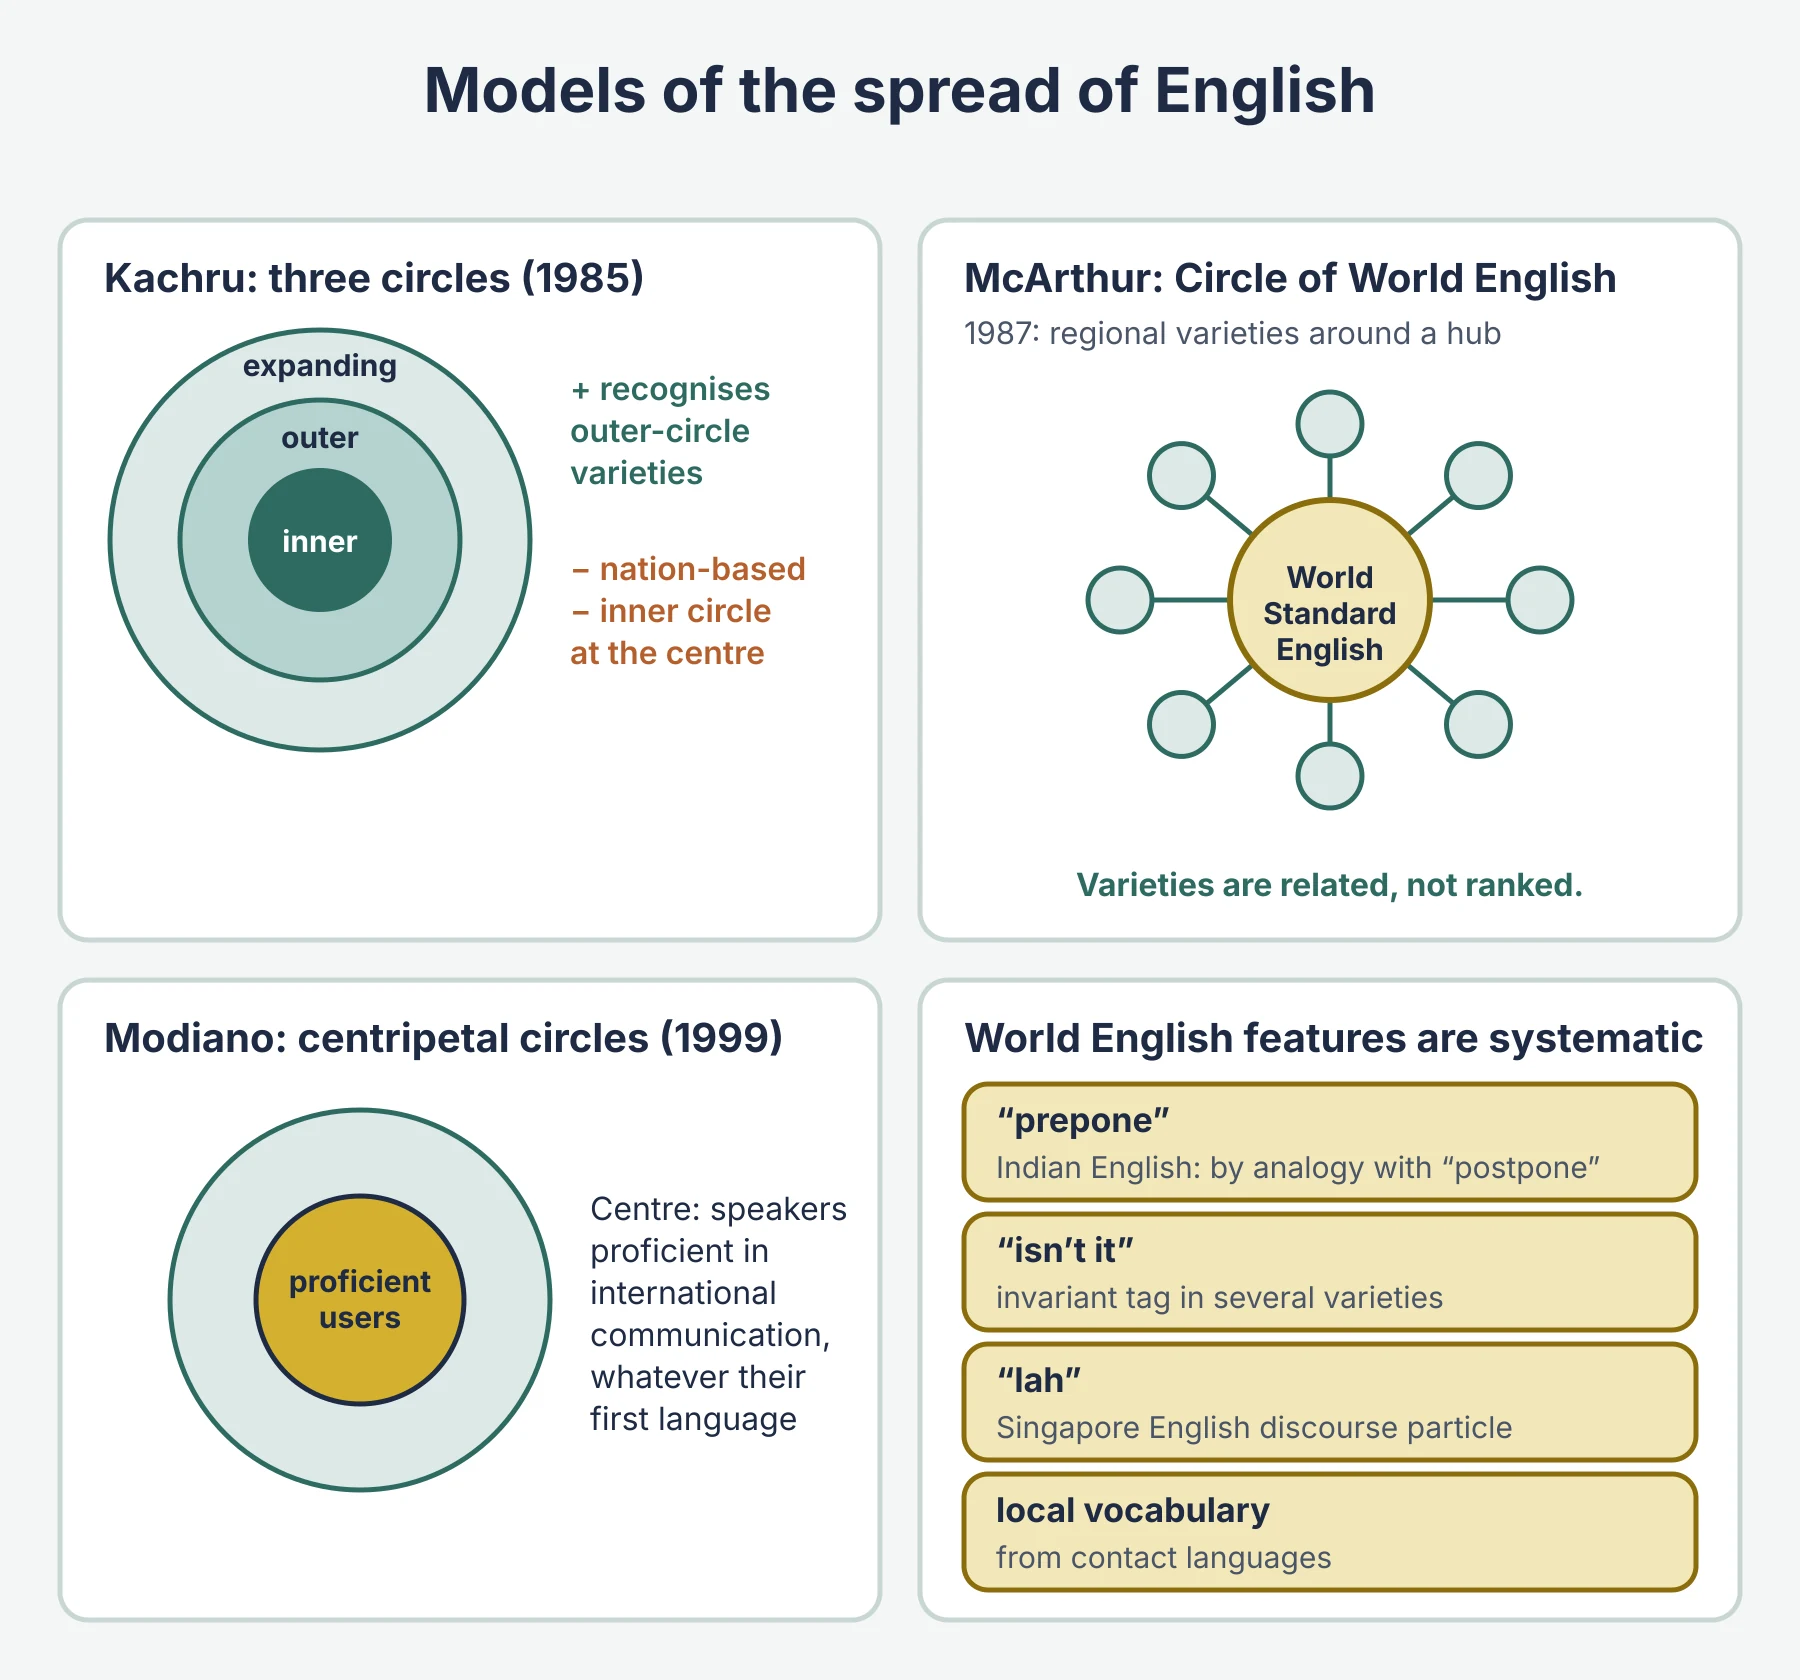 Models of the spread of English
Kachru: three circles (1985)
expanding
outer
inner
+ recognises
outer-circle
varieties
− nation-based
− inner circle
at the centre
McArthur: Circle of World English
1987: regional varieties around a hub
World
Standard
English
Varieties are related, not ranked.
Modiano: centripetal circles (1999)
proficient
users
Centre: speakers
proficient in
international
communication,
whatever their
first language
World English features are systematic
“prepone”
Indian English: by analogy with “postpone”
“isn’t it”
invariant tag in several varieties
“lah”
Singapore English discourse particle
local vocabulary
from contact languages